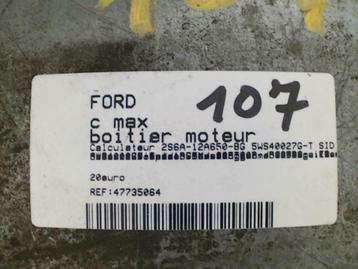 FORD
107
c max
boitier moteur
Calculateur 2S6A-12A650-BG 5WS40027G-T SID
20euro
REF:47735064